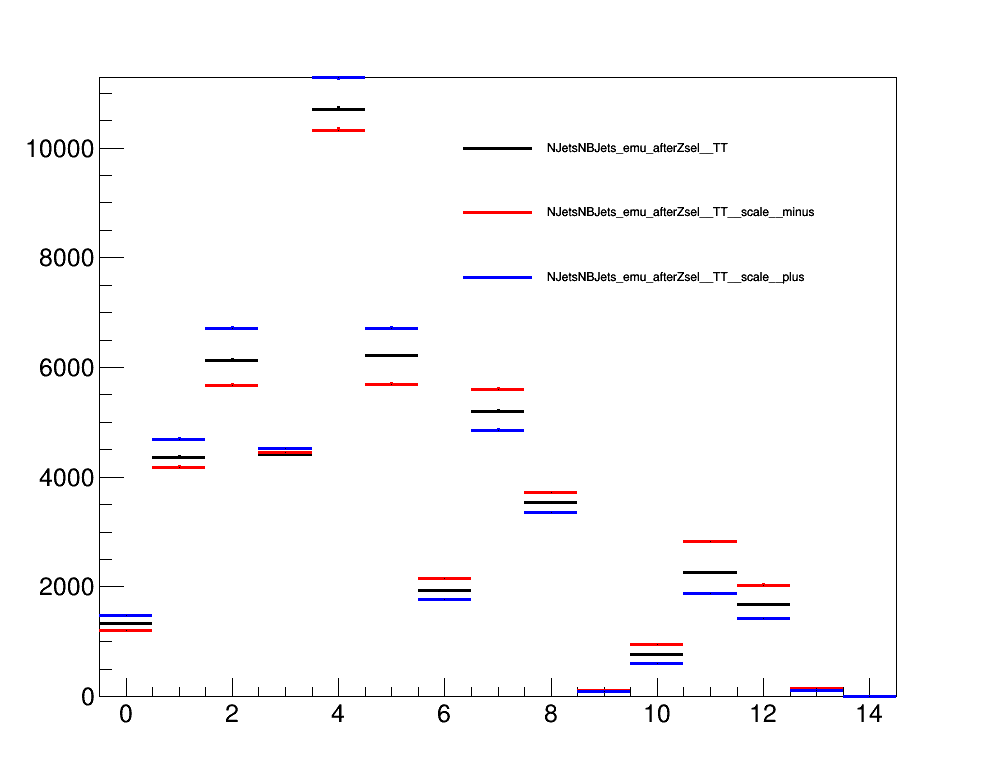 10000
8000
6000
4000
2000
0
NJetsNBJets_emu_afterZsel__TT
NJetsNBJets_emu_afterZsel__TT__scale__minus
NJetsNBJets_emu_afterZsel__TT__scale__plus
0 2 4 6 8 10 12 14